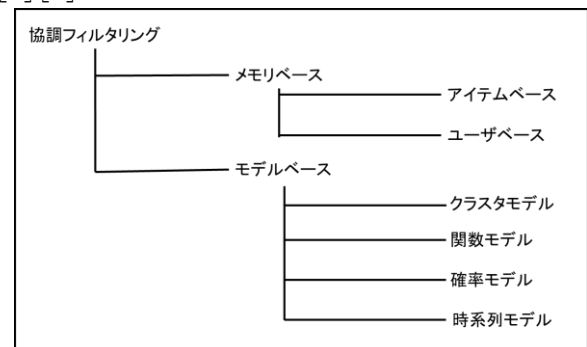 協調フィルタリング
メモリベース
アイテムベース
ユーザベース
モデルベース
クラスタモデル
関数モデル
確率モデル
時系列モデル